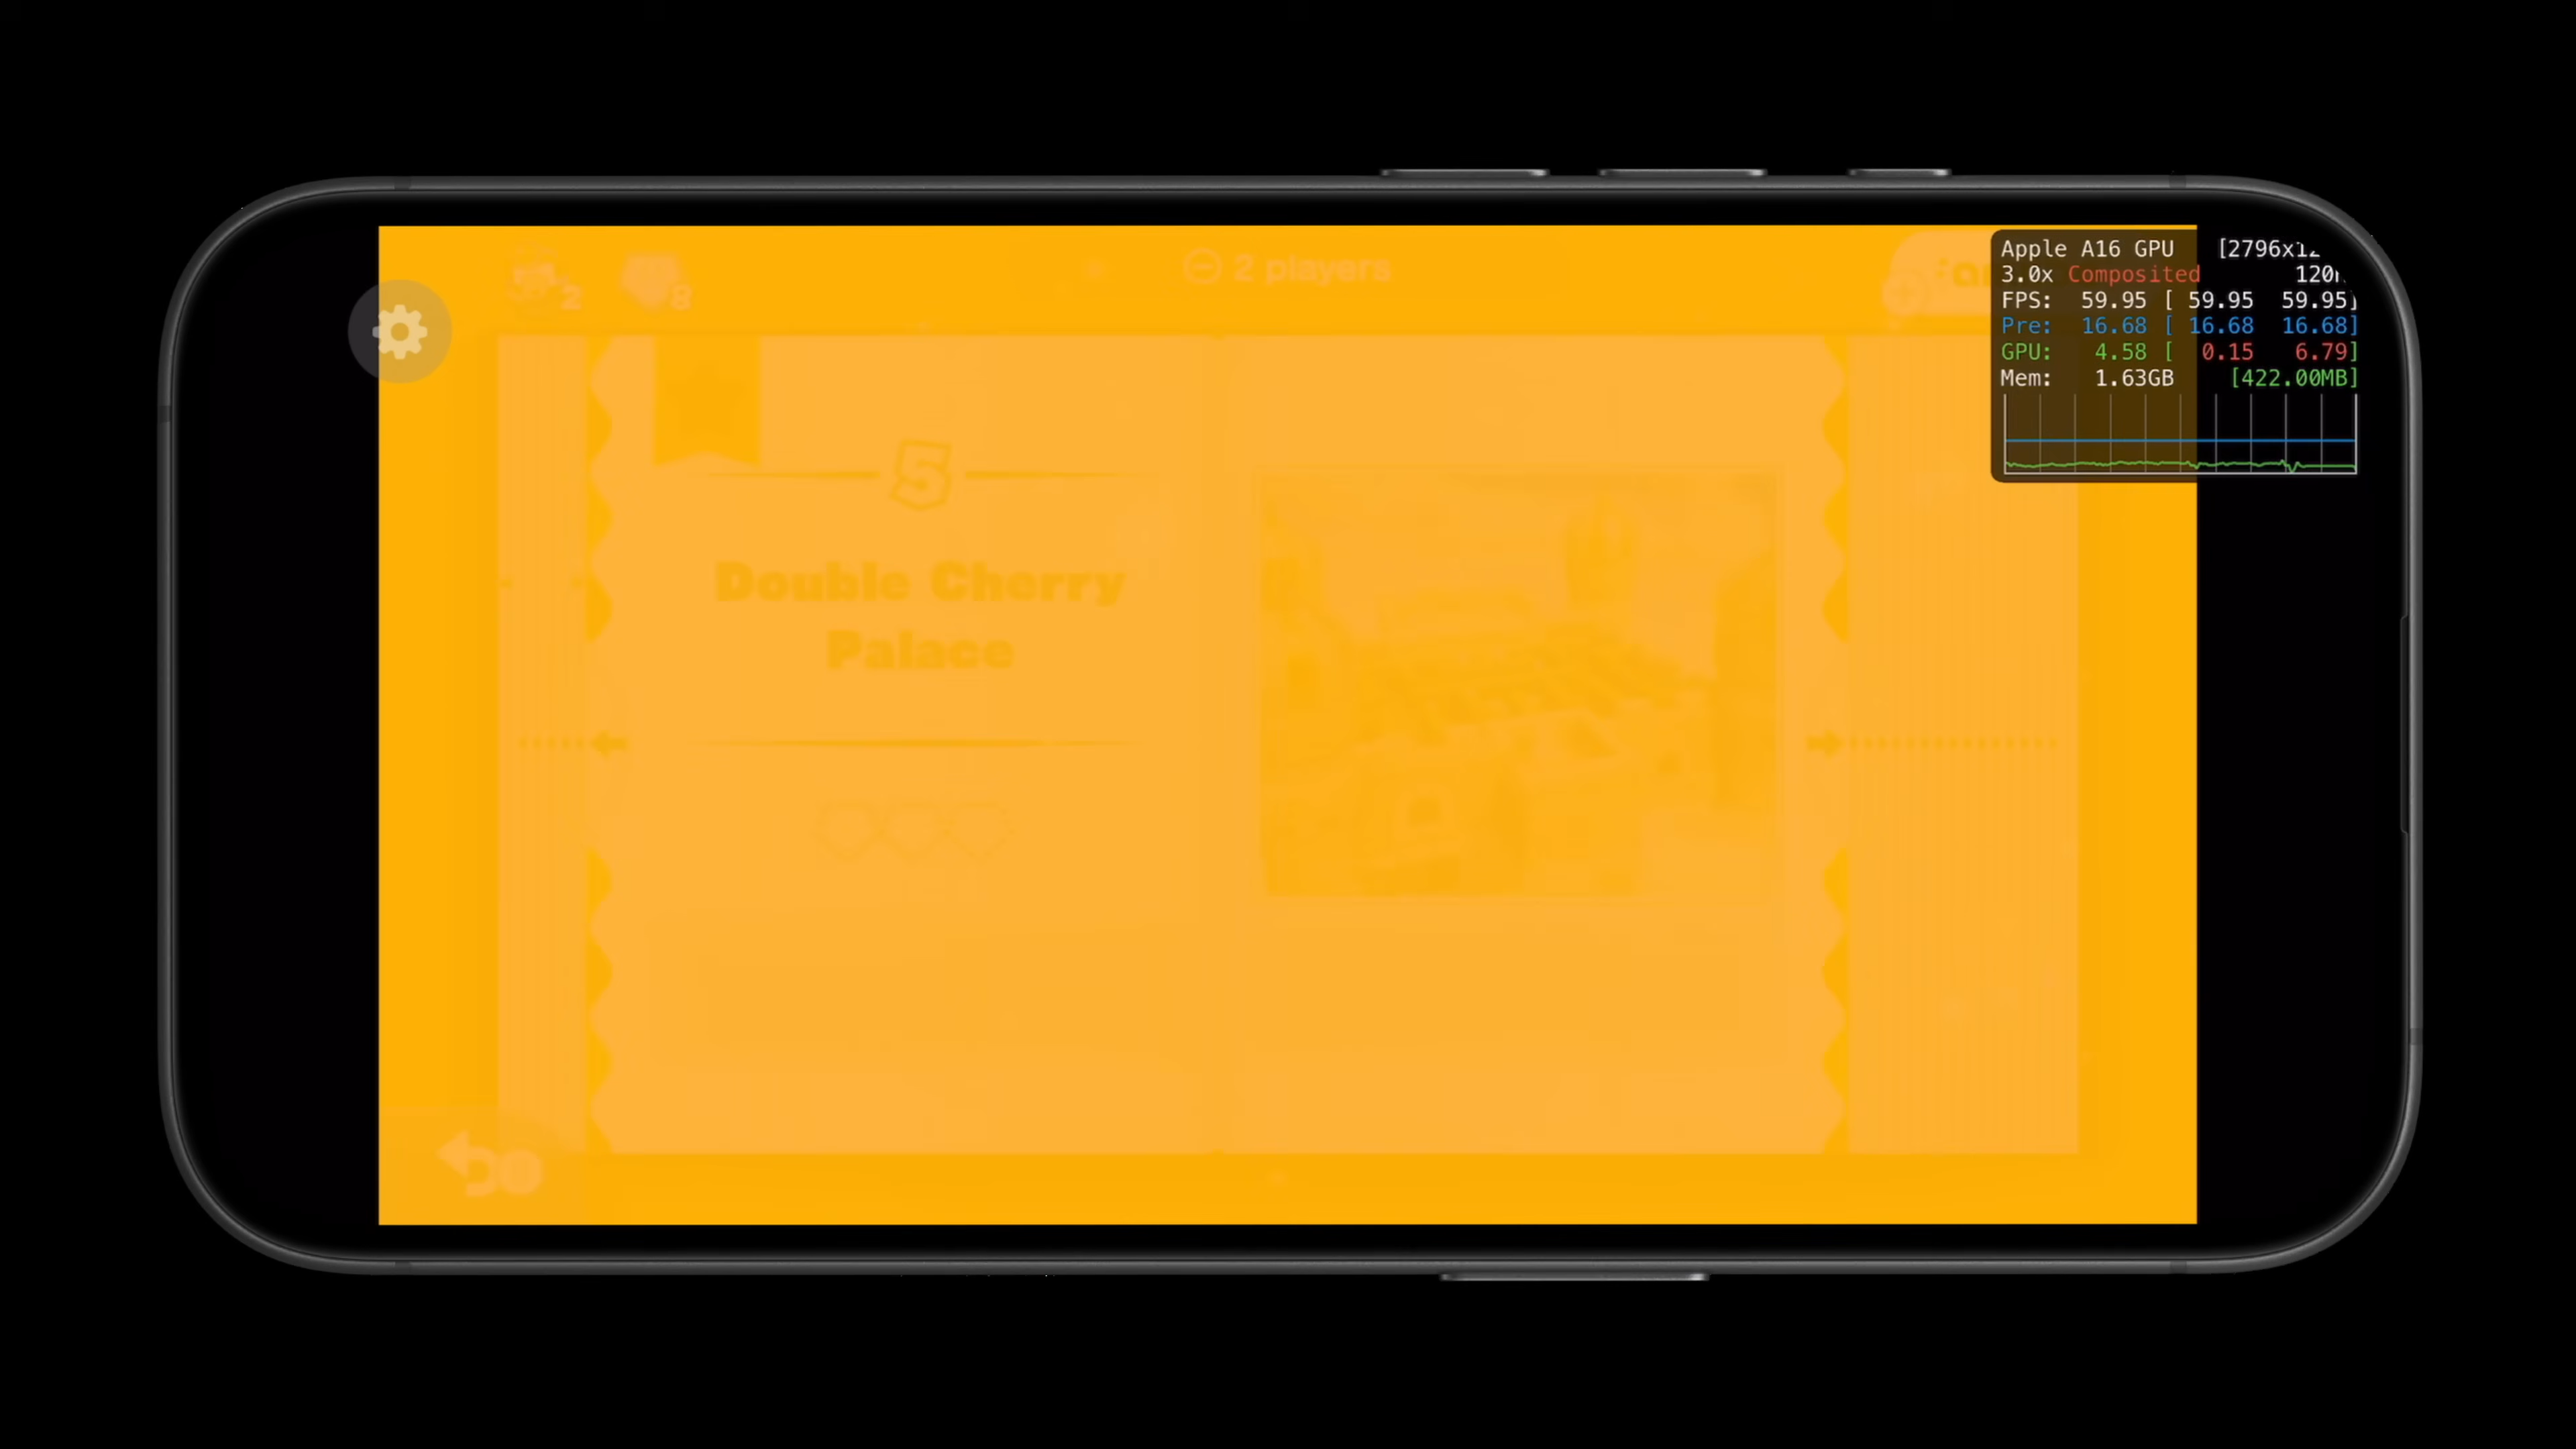 2
8
2 players
5
Double Cherry
Palace
Apple A16 GPU
3.0x Composited
FPS: 59.95 [ 59.95 59.95]
Pre: 16.68 [ 16.68 16.68]
GPU: 4.58 [ 0.15 6.79]
Mem: 1.63GB [422.00MB]